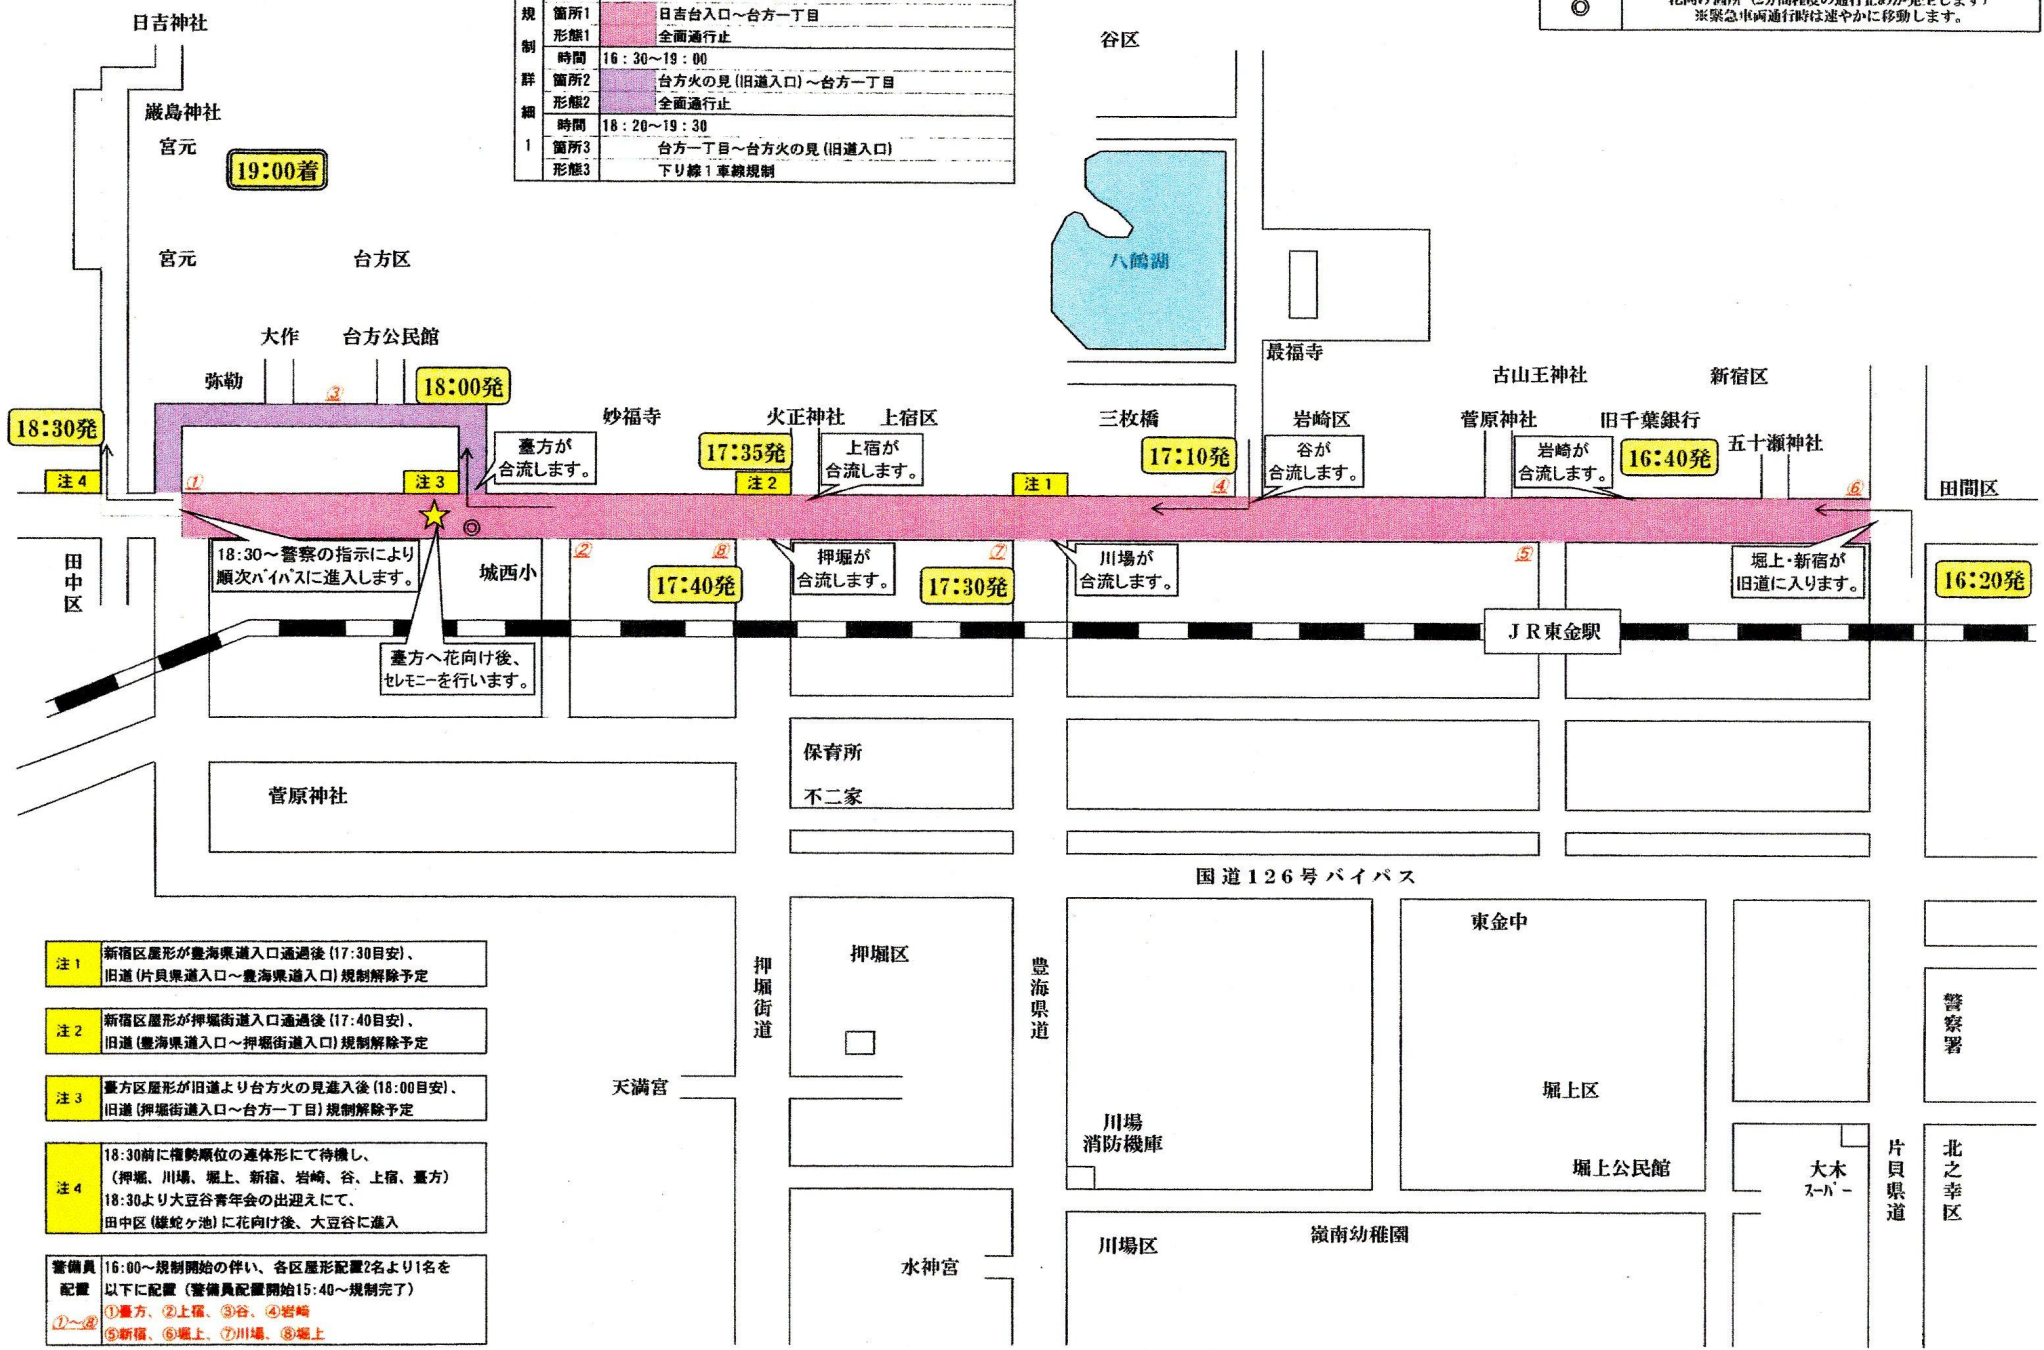 規制詳細1
箇所1 日吉台入口～台方一丁目
形態1 全面通行止
時間 16：30～19：00
箇所2 台方火の見(旧道入口)～台方一丁目
形態2 全面通行止
時間 18：20～19：30
箇所3 台方一丁目～台方火の見(旧道入口)
形態3 下り線1車線規制
◎
※緊急車両通行時は速やかに移動します。
日吉神社
厳島神社
宮元
19:00着
宮元
台方区
谷区
八鶴湖
最福寺
大作
台方公民館
弥勒
③
18:00発
18:30発
注4
①
注3
臺方が
合流します。
妙福寺
17:35発
注2
火正神社
上宿区
上宿が
合流します。
注1
三枚橋
17:10発
④
岩崎区
谷が
合流します。
古山王神社
新宿区
菅原神社
旧千葉銀行
岩崎が
合流します。
16:40発
五十瀬神社
⑥
田間区
◎
田中区
18:30～警察の指示により
順次バイパスに進入します。
臺方へ花向け後、
セレモニーを行います。
城西小
②
⑧
17:40発
押堀が
合流します。
⑦
17:30発
川場が
合流します。
⑤
堀上・新宿が
旧道に入ります。
16:20発
JR東金駅
菅原神社
保育所
不二家
国道126号バイパス
押堀街道
押堀区
豊海県道
東金中
警察署
天満宮
川場
消防機庫
堀上区
堀上公民館
大木
スーパー
片貝県道
北之幸区
水神宮
川場区
嶺南幼稚園
注1
新宿区屋形が豊海県道入口通過後(17:30目安)、
旧道(片貝県道入口～豊海県道入口)規制解除予定
注2
新宿区屋形が押堀街道入口通過後(17:40目安)、
旧道(豊海県道入口～押堀街道入口)規制解除予定
注3
臺方区屋形が旧道より台方火の見進入後(18:00目安)、
旧道(押堀街道入口～台方一丁目)規制解除予定
注4
18:30前に権勢順位の連体形にて待機し、
(押堀、川場、堀上、新宿、岩崎、谷、上宿、臺方)
18:30より大豆谷青年会の出迎えにて、
田中区(雄蛇ヶ池)に花向け後、大豆谷に進入
警備員
配置
①～⑧
16:00～規制開始の伴い、各区屋形配置2名より1名を
以下に配置（警備員配置開始15:40～規制完了）
①臺方、②上宿、③谷、④岩崎
⑤新宿、⑥堀上、⑦川場、⑧堀上